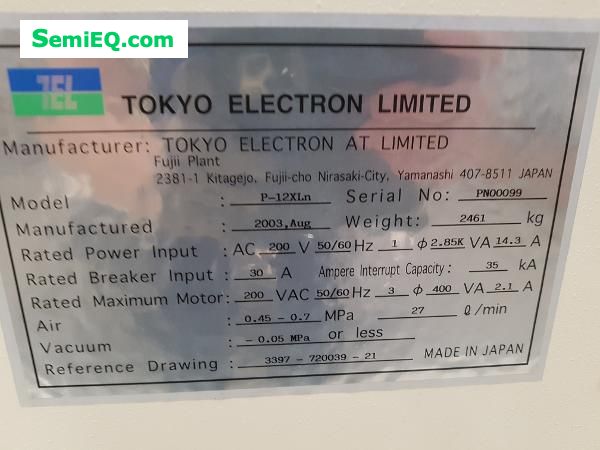 SemiEQ.com
TEL
TOKYO ELECTRON LIMITED
Manufacturer: TOKYO ELECTRON AT LIMITED
Fujii Plant
2381-1 Kitagejo, Fujii-cho Nirasaki-City, Yamanashi 407-8511 JAPAN
Model : P-12XLn Serial No: PN00099
Manufactured : 2003,Aug Weight: 2461 kg
Rated Power Input : AC 200 V 50/60 Hz 1 ϕ 2.85K VA 14.3 A
Rated Breaker Input : 30 A Ampere Interrupt Capacity: 35 kA
Rated Maximum Motor: 200 VAC 50/60 Hz 3 ϕ 400 VA 2.1 A
Air : 0.45 - 0.7 MPa 27 ℓ/min
Vacuum : - 0.05 MPa or less
Reference Drawing : 3397 - 720039 - 21 MADE IN JAPAN